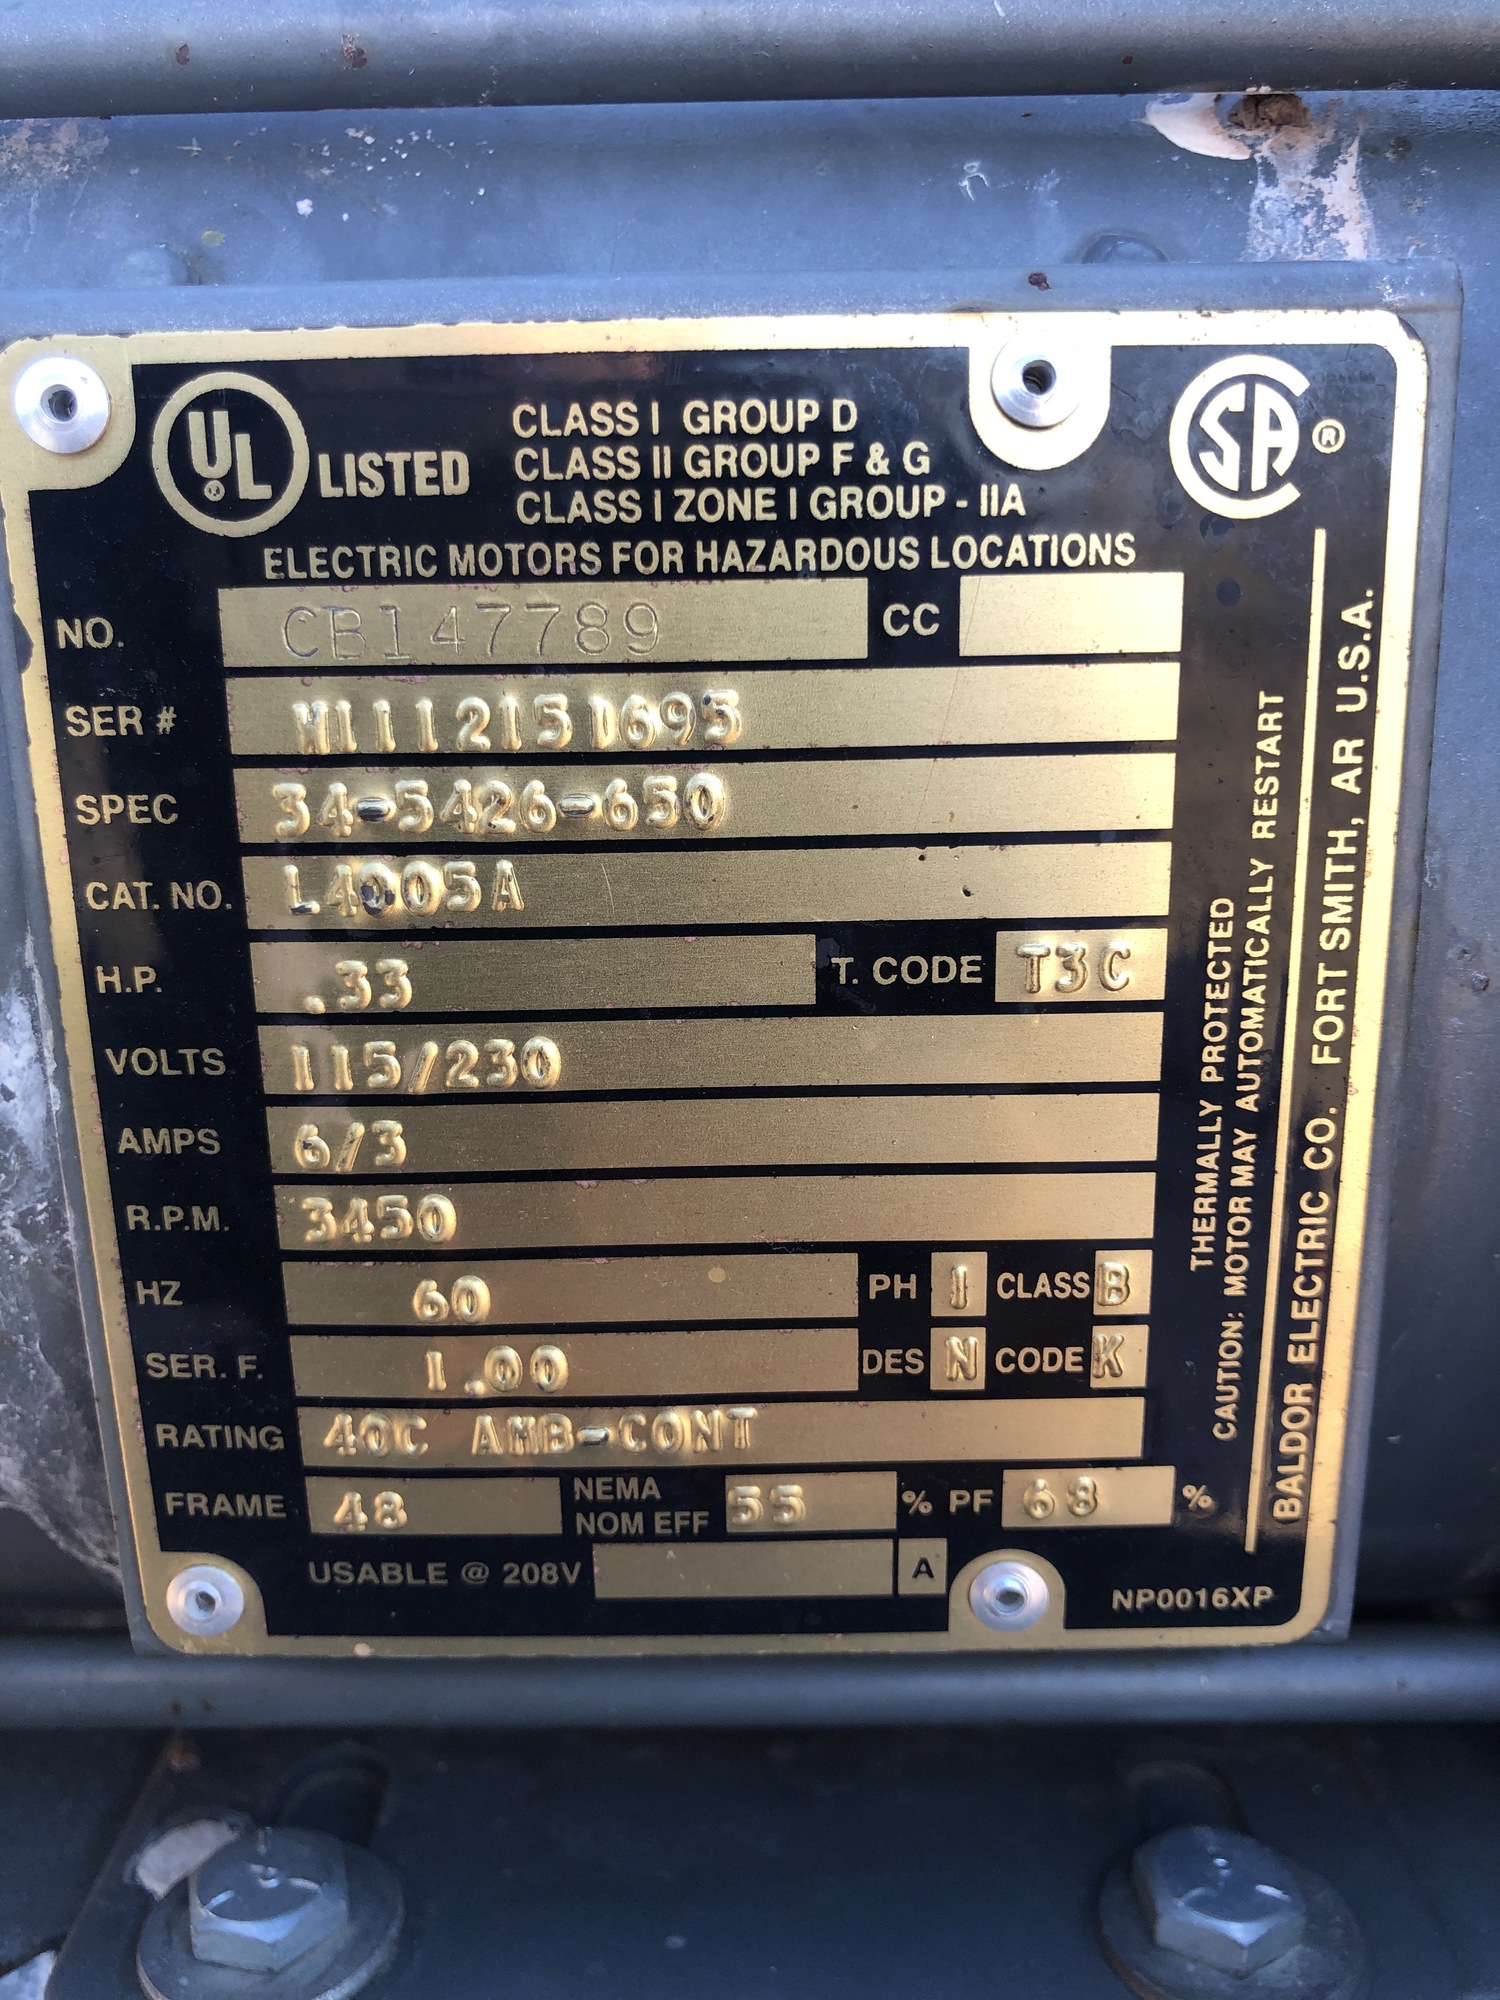 UL® LISTED
CLASS I GROUP D
CLASS II GROUP F & G
CLASS I ZONE I GROUP - IIA
SA ®
ELECTRIC MOTORS FOR HAZARDOUS LOCATIONS
NO. CB147789 CC
SER # W1112151695
SPEC 34-5426-650
CAT. NO. L4005A
H.P. .33 T. CODE T3C
VOLTS 115/230
AMPS 6/3
R.P.M. 3450
HZ 60 PH 1 CLASS B
SER. F. 1.00 DES N CODE K
RATING 40C AMB-CONT
FRAME 48 NEMA NOM EFF 55 % PF 68 %
USABLE @ 208V A
NP0016XP
THERMALLY PROTECTED
CAUTION: MOTOR MAY AUTOMATICALLY RESTART
BALDOR ELECTRIC CO. FORT SMITH, AR U.S.A.